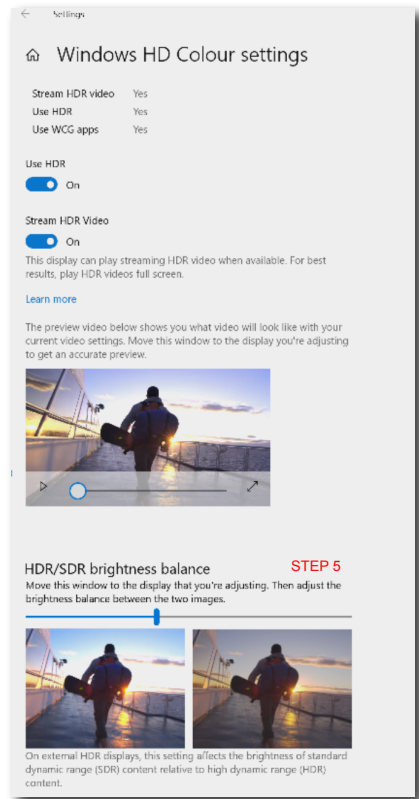 Settings
Windows HD Colour settings
Stream HDR video Yes
Use HDR Yes
Use WCG apps Yes
Use HDR
On
Stream HDR Video
On
This display can play streaming HDR video when available. For best
results, play HDR videos full screen.
Learn more
The preview video below shows you what video will look like with your
current video settings. Move this window to the display you're adjusting
to get an accurate preview.
HDR/SDR brightness balance STEP 5
Move this window to the display that you're adjusting. Then adjust the
brightness balance between the two images.
On external HDR displays, this setting affects the brightness of standard
dynamic range (SDR) content relative to high dynamic range (HDR)
content.